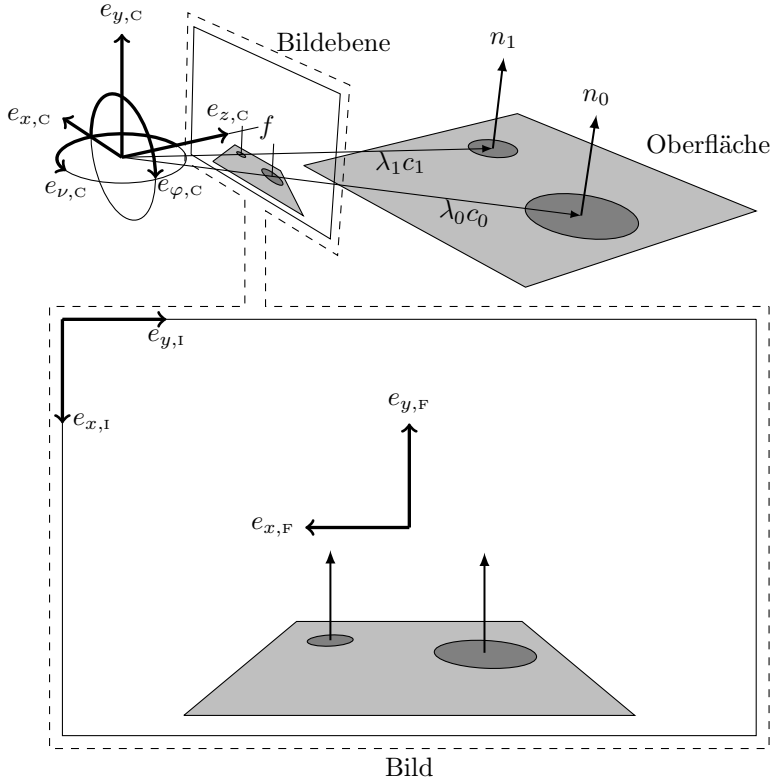 e_{y,C}
Bildebene
n_1
n_0
e_{x,C}
e_{z,C}
f
Oberfläche
λ_1c_1
e_{ν,C}
e_{φ,C}
λ_0c_0
e_{y,I}
e_{x,I}
e_{y,F}
e_{x,F}
Bild